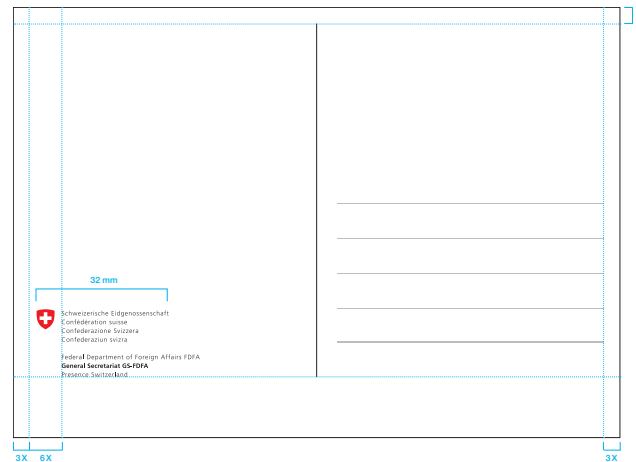 32 mm
Schweizerische Eidgenossenschaft
Confédération suisse
Confederazione Svizzera
Confederaziun svizra
Federal Department of Foreign Affairs FDFA
General Secretariat GS-FDFA
Presence Switzerland
3X 6X 3X